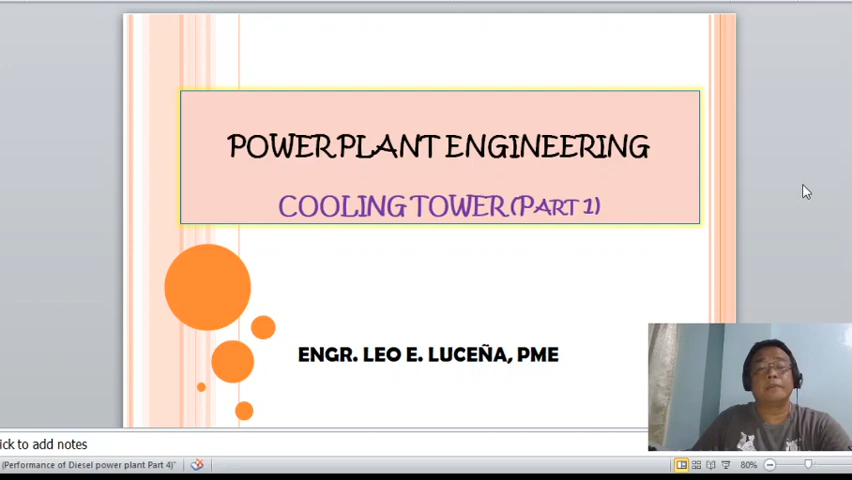 POWER PLANT ENGINEERING
COOLING TOWER (PART 1)
ENGR. LEO E. LUCEÑA, PME
ick to add notes
(Performance of Diesel power plant Part 4)"
80%